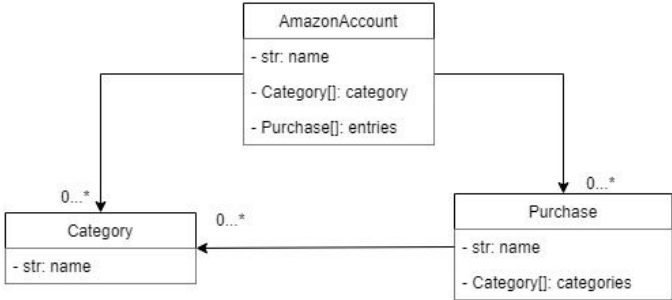 AmazonAccount
- str: name
- Category[]: category
- Purchase[]: entries
0...*
0...*
Category
- str: name
0...*
Purchase
- str: name
- Category[]: categories